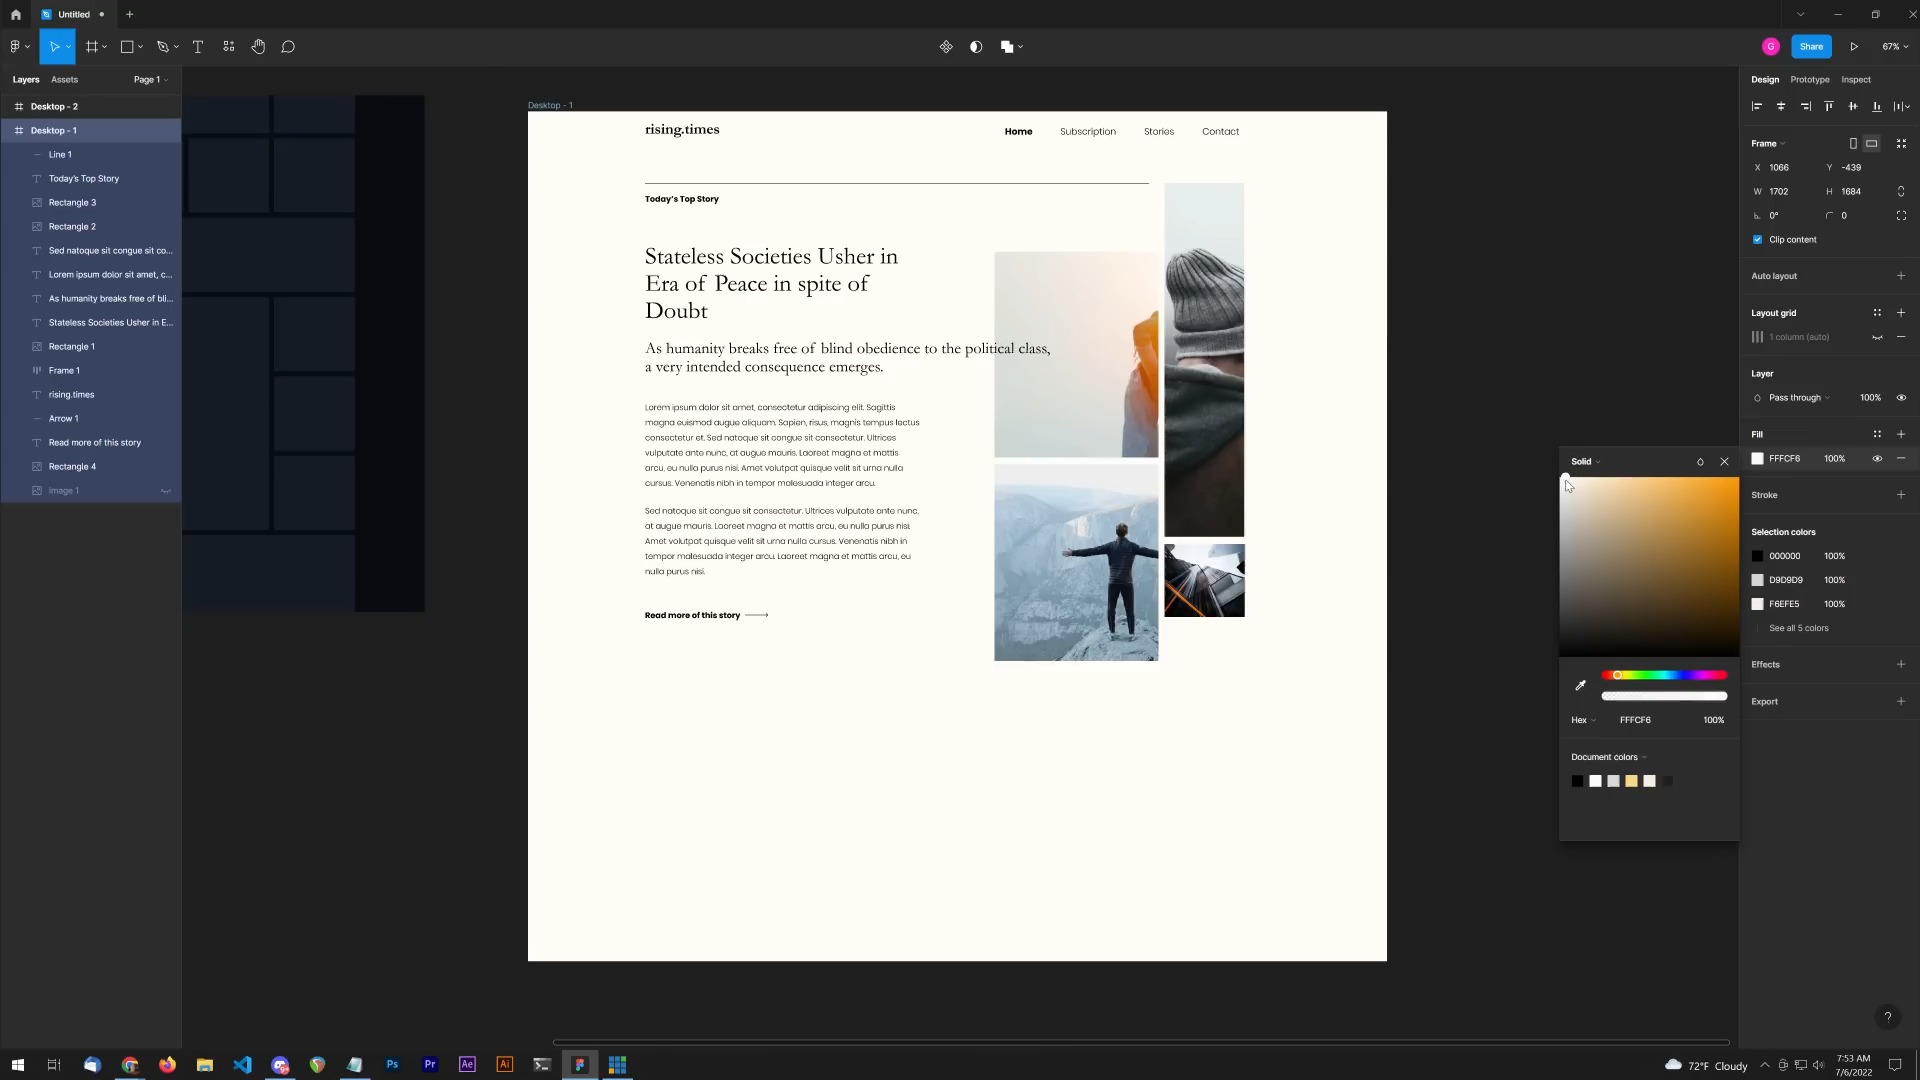 Untitled
Share
67%
Layers
Assets
Page 1
Design
Prototype
Inspect
Desktop - 2
Desktop - 1
Line 1
Today's Top Story
Rectangle 3
Rectangle 2
Sed natoque sit congue sit co...
Lorem ipsum dolor sit amet, c...
As humanity breaks free of bli...
Stateless Societies Usher in E...
Rectangle 1
Frame 1
rising.times
Arrow 1
Read more of this story
Rectangle 4
image 1
Desktop - 1
rising.times
Home
Subscription
Stories
Contact
Today's Top Story
Stateless Societies Usher in
Era of Peace in spite of
Doubt
As humanity breaks free of blind obedience to the political class,
a very intended consequence emerges.
Lorem ipsum dolor sit amet, consectetur adipiscing elit. Sagittis
magna euismod augue aliquam. Sapien, risus, magnis tempus lectus
consectetur et. Sed natoque sit congue sit consectetur. Ultrices
vulputate ante nunc, at augue mauris. Laoreet magna et mattis
arcu, eu nulla purus nisi. Amet volutpat quisque velit sit urna nulla
cursus. Venenatis nibh in tempor malesuada integer arcu.
Sed natoque sit congue sit consectetur. Ultrices vulputate ante nunc,
at augue mauris. Laoreet magna et mattis arcu, eu nulla purus nisi.
Amet volutpat quisque velit sit urna nulla cursus. Venenatis nibh in
tempor malesuada integer arcu. Laoreet magna et mattis arcu, eu
nulla purus nisi.
Read more of this story
Solid
Hex
FFFCF6
100%
Document colors
Frame
X
1066
Y
-439
W
1702
H
1684
0°
0
Clip content
Auto layout
Layout grid
1 column (auto)
Layer
Pass through
100%
Fill
FFFCF6
100%
Stroke
Selection colors
000000
100%
D9D9D9
100%
F6EFE5
100%
See all 5 colors
Effects
Export
?
G
Ps
Pr
Ae
Ai
72°F Cloudy
7:53 AM
7/6/2022